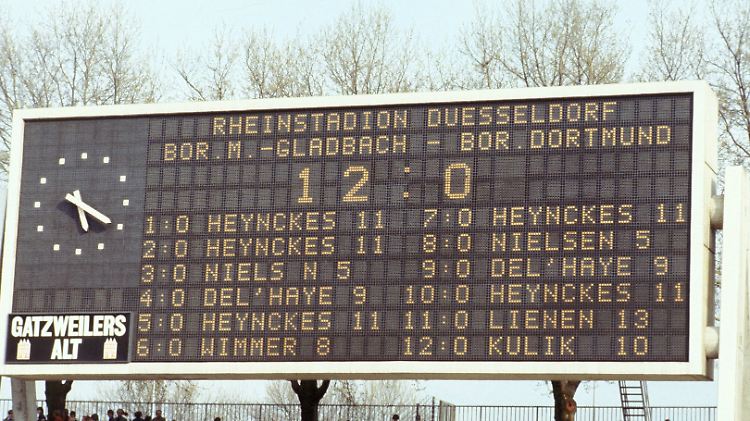 RHEINSTADION DUESSELDORF
BOR.M.-GLADBACH - BOR.DORTMUND
12:0
1:0 HEYNCKES 11 7:0 HEYNCKES 11
2:0 HEYNCKES 11 8:0 NIELSEN 5
3:0 NIELS N 5 9:0 DEL'HAYE 9
4:0 DEL'HAYE 9 10:0 HEYNCKES 11
5:0 HEYNCKES 11 11:0 LIENEN 13
6:0 WIMMER 8 12:0 KULIK 10
GATZWEILERS
ALT